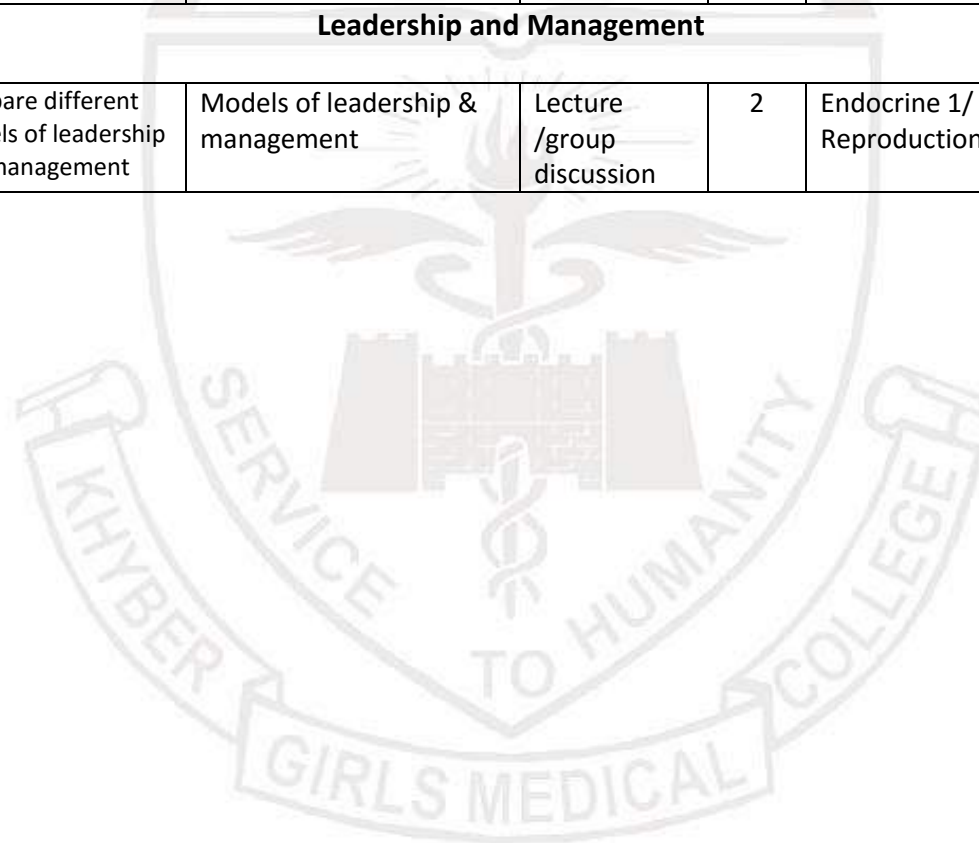 Leadership and Management
pare different
els of leadership
management
Models of leadership &
management
Lecture
/group
discussion
2
Endocrine 1/
Reproduction
SERVICE TO HUMANITY
KHYBER GIRLS MEDICAL COLLEGE